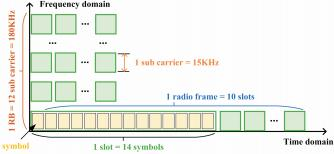 Frequency domain
...
...
...
1 RB = 12 sub carrier = 180KHz
1 sub carrier = 15KHz
1 radio frame = 10 slots
...
Time domain
symbol
1 slot = 14 symbols